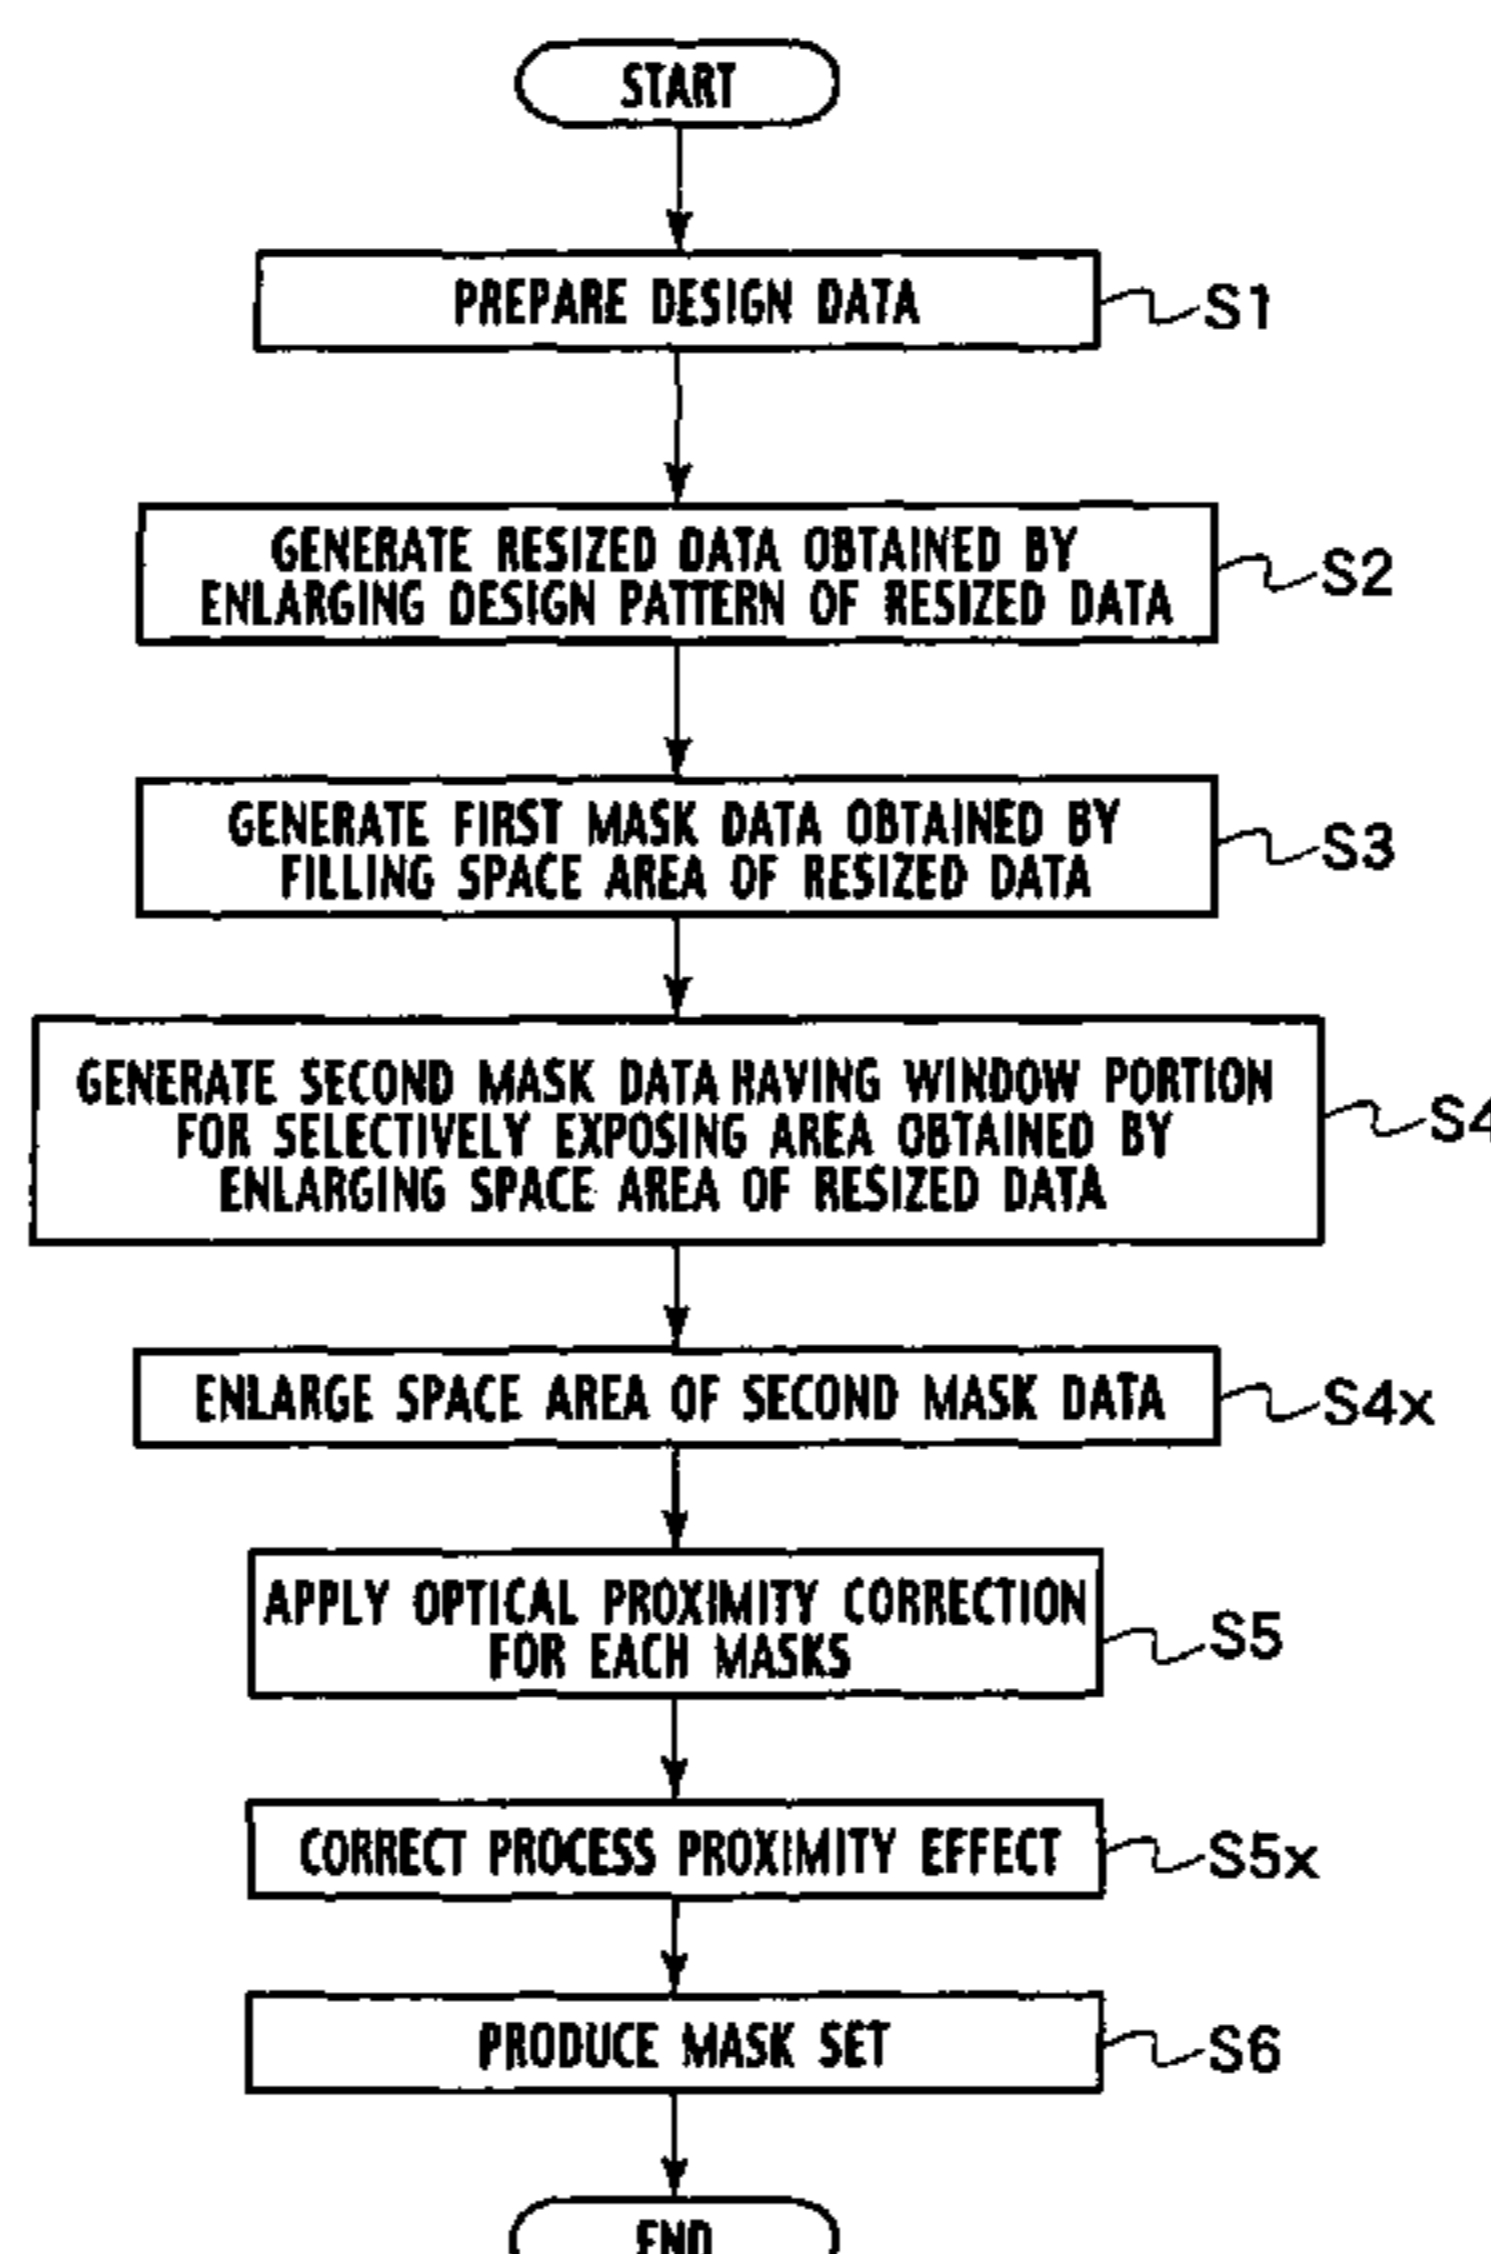 START
PREPARE DESIGN DATA
S1
GENERATE RESIZED DATA OBTAINED BY
ENLARGING DESIGN PATTERN OF RESIZED DATA
S2
GENERATE FIRST MASK DATA OBTAINED BY
FILLING SPACE AREA OF RESIZED DATA
S3
GENERATE SECOND MASK DATA HAVING WINDOW PORTION
FOR SELECTIVELY EXPOSING AREA OBTAINED BY
ENLARGING SPACE AREA OF RESIZED DATA
S4
ENLARGE SPACE AREA OF SECOND MASK DATA
S4x
APPLY OPTICAL PROXIMITY CORRECTION
FOR EACH MASKS
S5
CORRECT PROCESS PROXIMITY EFFECT
S5x
PRODUCE MASK SET
S6
END